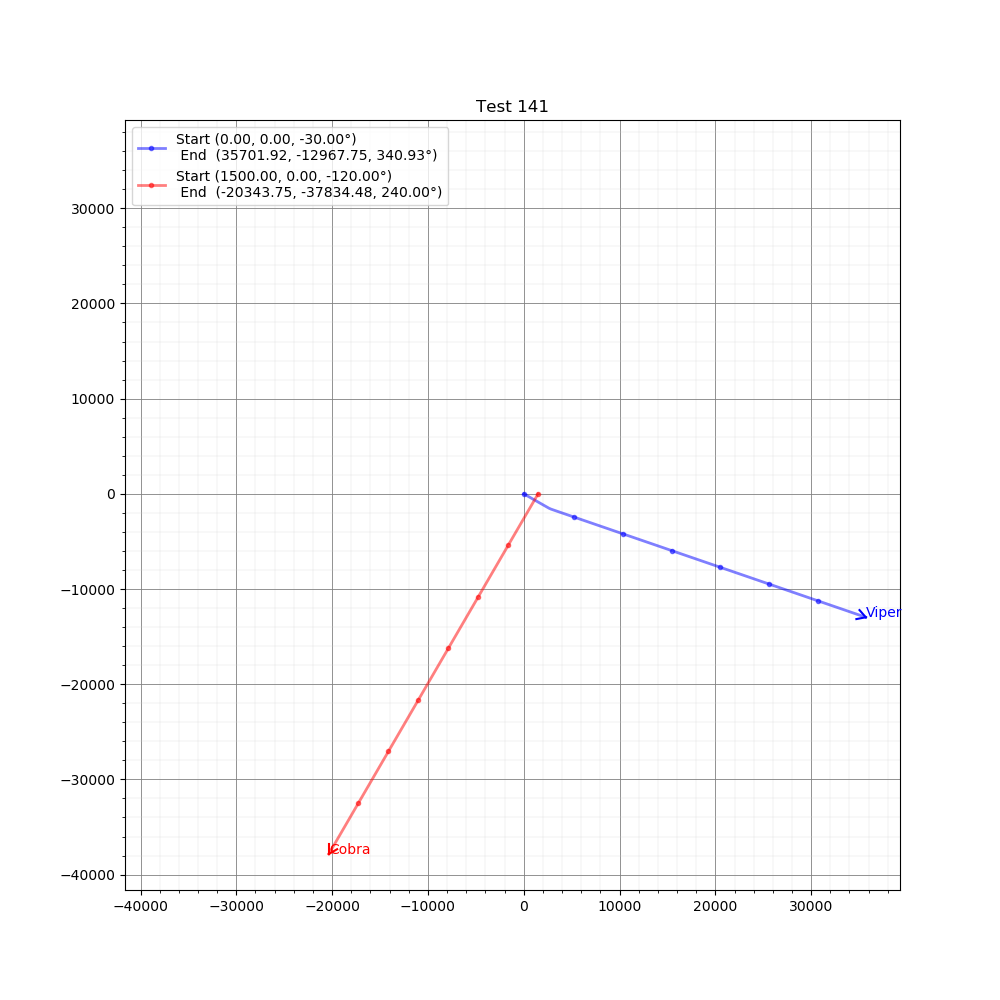 Test 141
Start (0.00, 0.00, -30.00°)
End  (35701.92, -12967.75, 340.93°)
Start (1500.00, 0.00, -120.00°)
End  (-20343.75, -37834.48, 240.00°)
30000
20000
10000
0
−10000
−20000
−30000
−40000
Viper
Cobra
−40000 −30000 −20000 −10000 0 10000 20000 30000